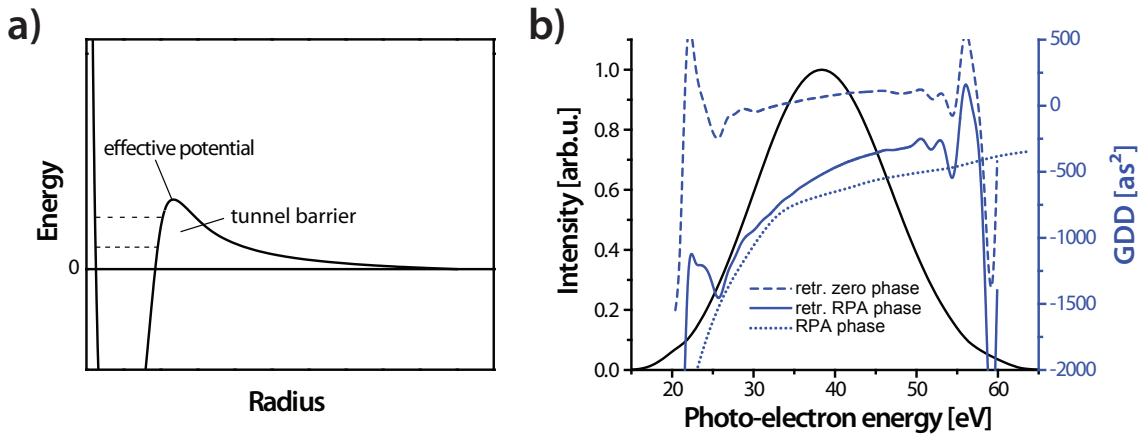 a)
Energy
0
effective potential
tunnel barrier
Radius
b)
Intensity [arb.u.]
1.0
0.8
0.6
0.4
0.2
0.0
20
30
40
50
60
Photo-electron energy [eV]
retr. zero phase
retr. RPA phase
RPA phase
500
0
-500
-1000
-1500
-2000
GDD [as²]